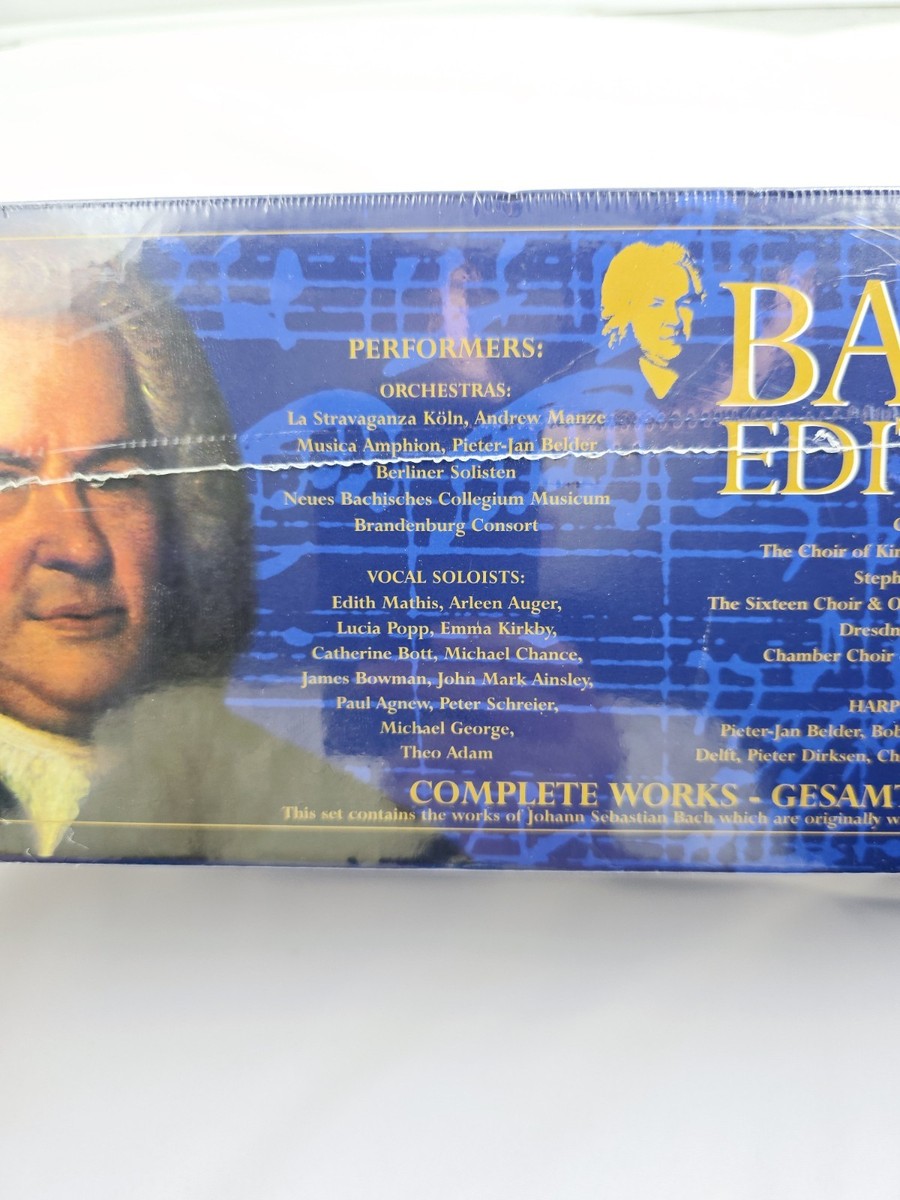 PERFORMERS:
ORCHESTRAS:
La Stravaganza Köln, Andrew Manze
Musica Amphion, Pieter-Jan Belder
Berliner Solisten
Neues Bachisches Collegium Musicum
Brandenburg Consort
VOCAL SOLOISTS:
Edith Mathis, Arleen Auger,
Lucia Popp, Emma Kirkby,
Catherine Bott, Michael Chance,
James Bowman, John Mark Ainsley,
Paul Agnew, Peter Schreier,
Michael George,
Theo Adam
BA
EDIT
The Choir of Kin
Steph
The Sixteen Choir & O
Dresdn
Chamber Choir
HARP
Pieter-Jan Belder, Bob
Delft, Pieter Dirksen, Ch
COMPLETE WORKS - GESAMT
This set contains the works of Johann Sebastian Bach which are originally w